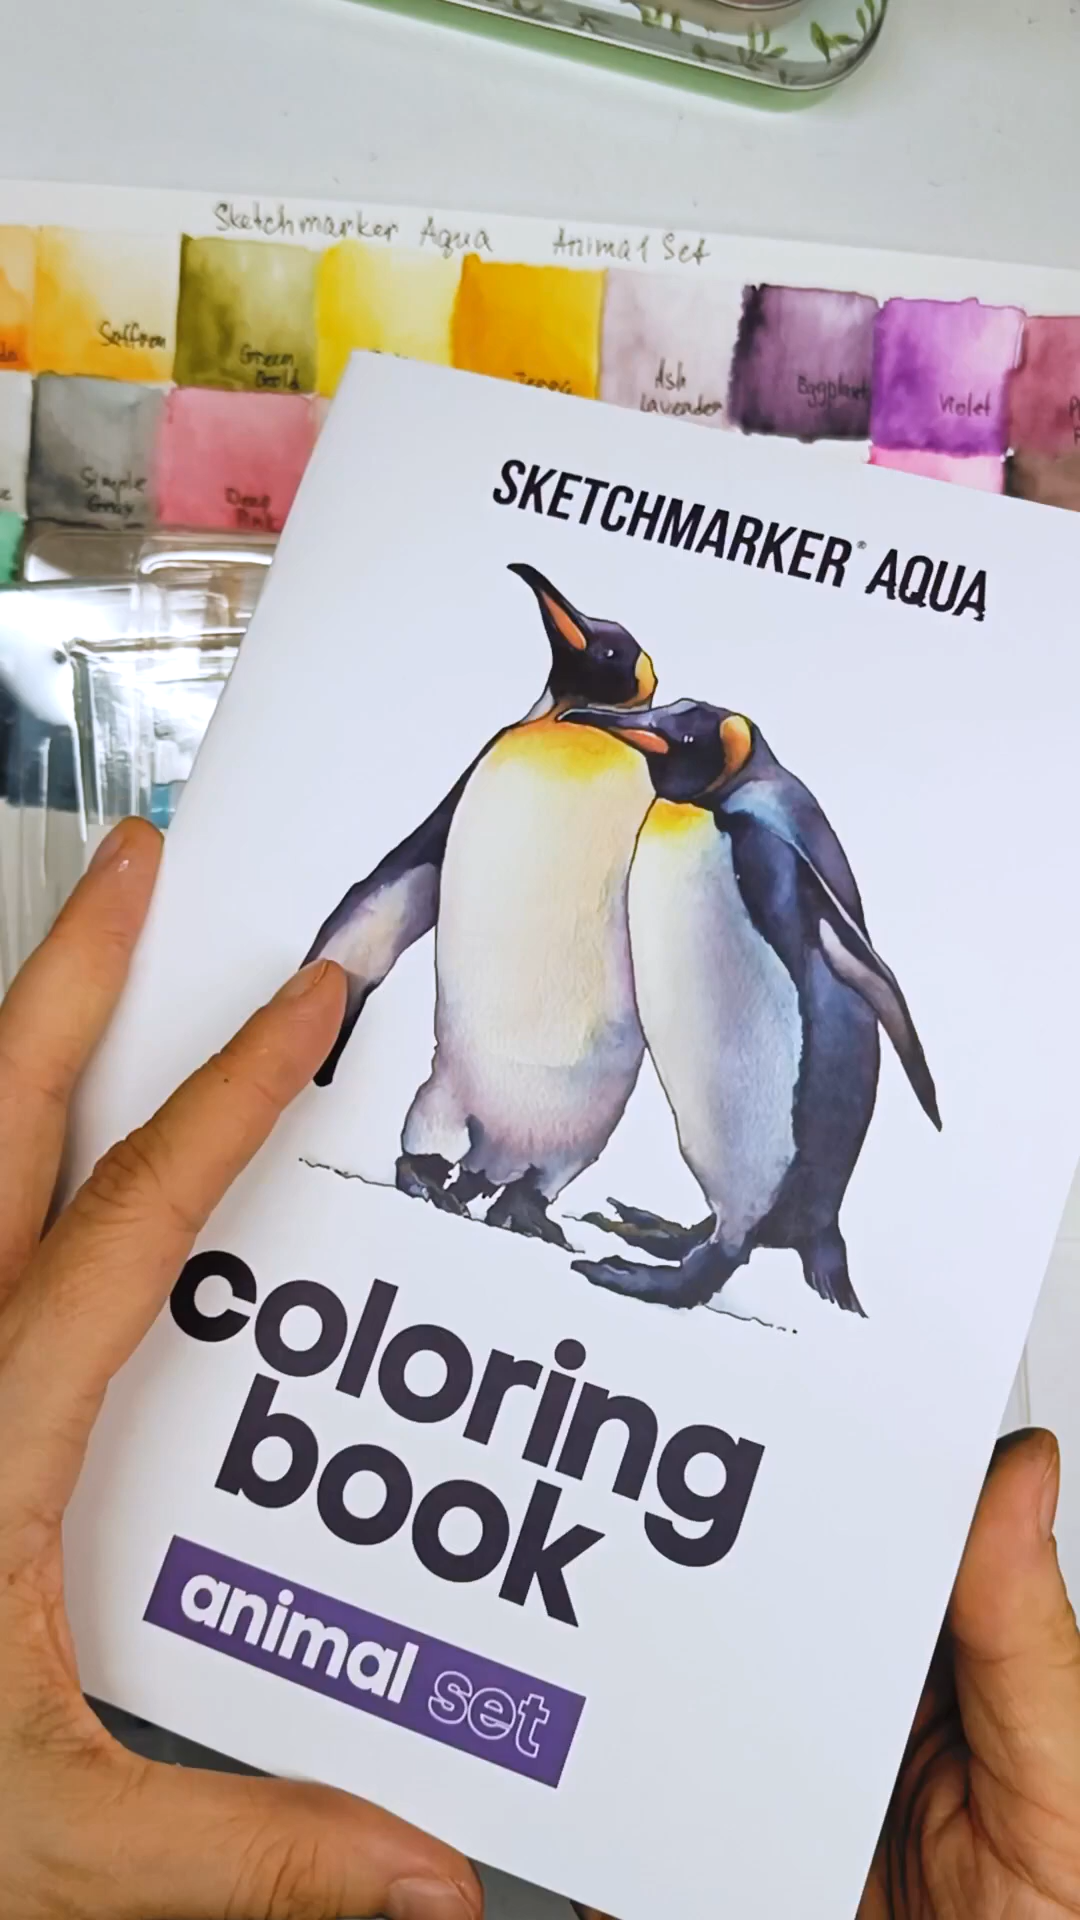 Sketchmarker Aqua Animal Set
Saffron
Green
Gold
Ash
Lavender
Eggplant
Violet
Simple
Gray
Deep
Pink
SKETCHMARKER® AQUA
coloring
book
animal set